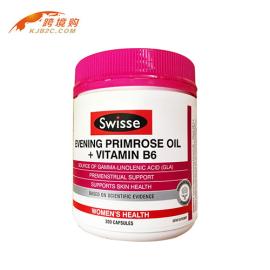 跨境购
KJB2C.COM
Swisse
EVENING PRIMROSE OIL
+ VITAMIN B6
SOURCE OF GAMMA-LINOLENIC ACID (GLA)
PREMENSTRUAL SUPPORT
SUPPORTS SKIN HEALTH
BASED ON SCIENTIFIC EVIDENCE
WOMEN'S HEALTH
200 CAPSULES